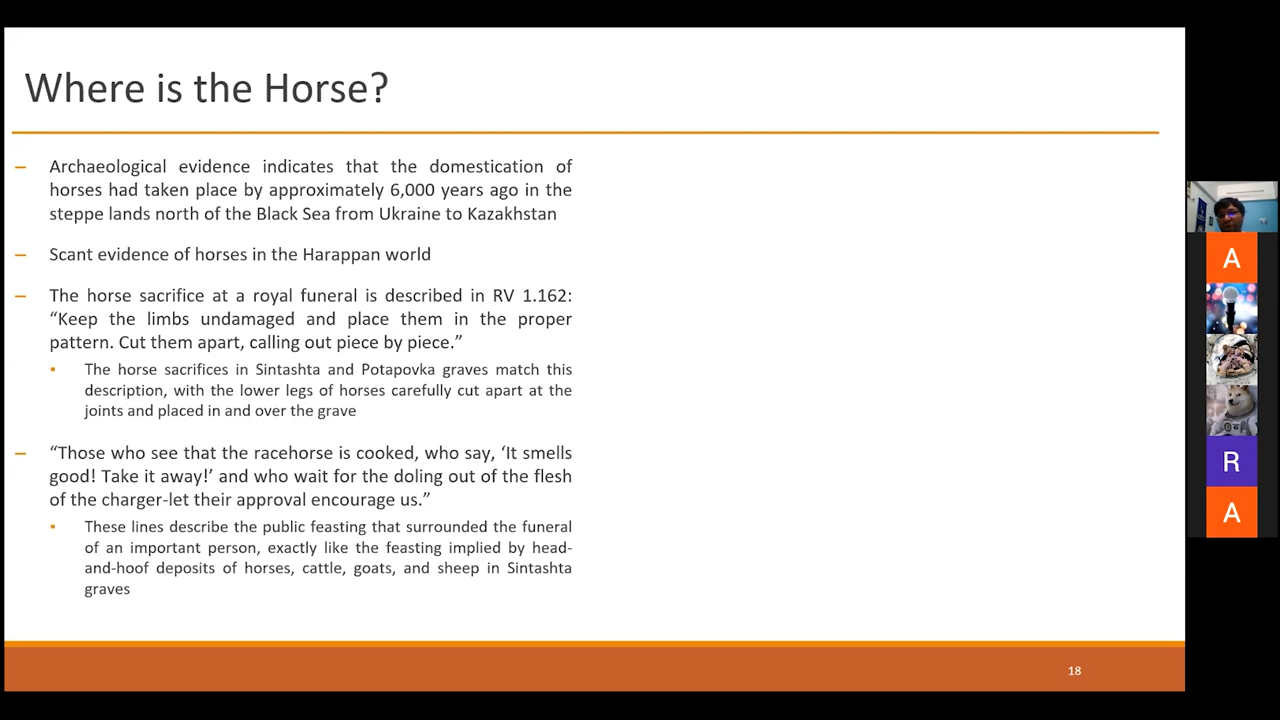 Where is the Horse?
– Archaeological evidence indicates that the domestication of
horses had taken place by approximately 6,000 years ago in the
steppe lands north of the Black Sea from Ukraine to Kazakhstan
– Scant evidence of horses in the Harappan world
– The horse sacrifice at a royal funeral is described in RV 1.162:
“Keep the limbs undamaged and place them in the proper
pattern. Cut them apart, calling out piece by piece.”
▪ The horse sacrifices in Sintashta and Potapovka graves match this
description, with the lower legs of horses carefully cut apart at the
joints and placed in and over the grave
– “Those who see that the racehorse is cooked, who say, ‘It smells
good! Take it away!’ and who wait for the doling out of the flesh
of the charger-let their approval encourage us.”
▪ These lines describe the public feasting that surrounded the funeral
of an important person, exactly like the feasting implied by head-
and-hoof deposits of horses, cattle, goats, and sheep in Sintashta
graves
18
A
R
A